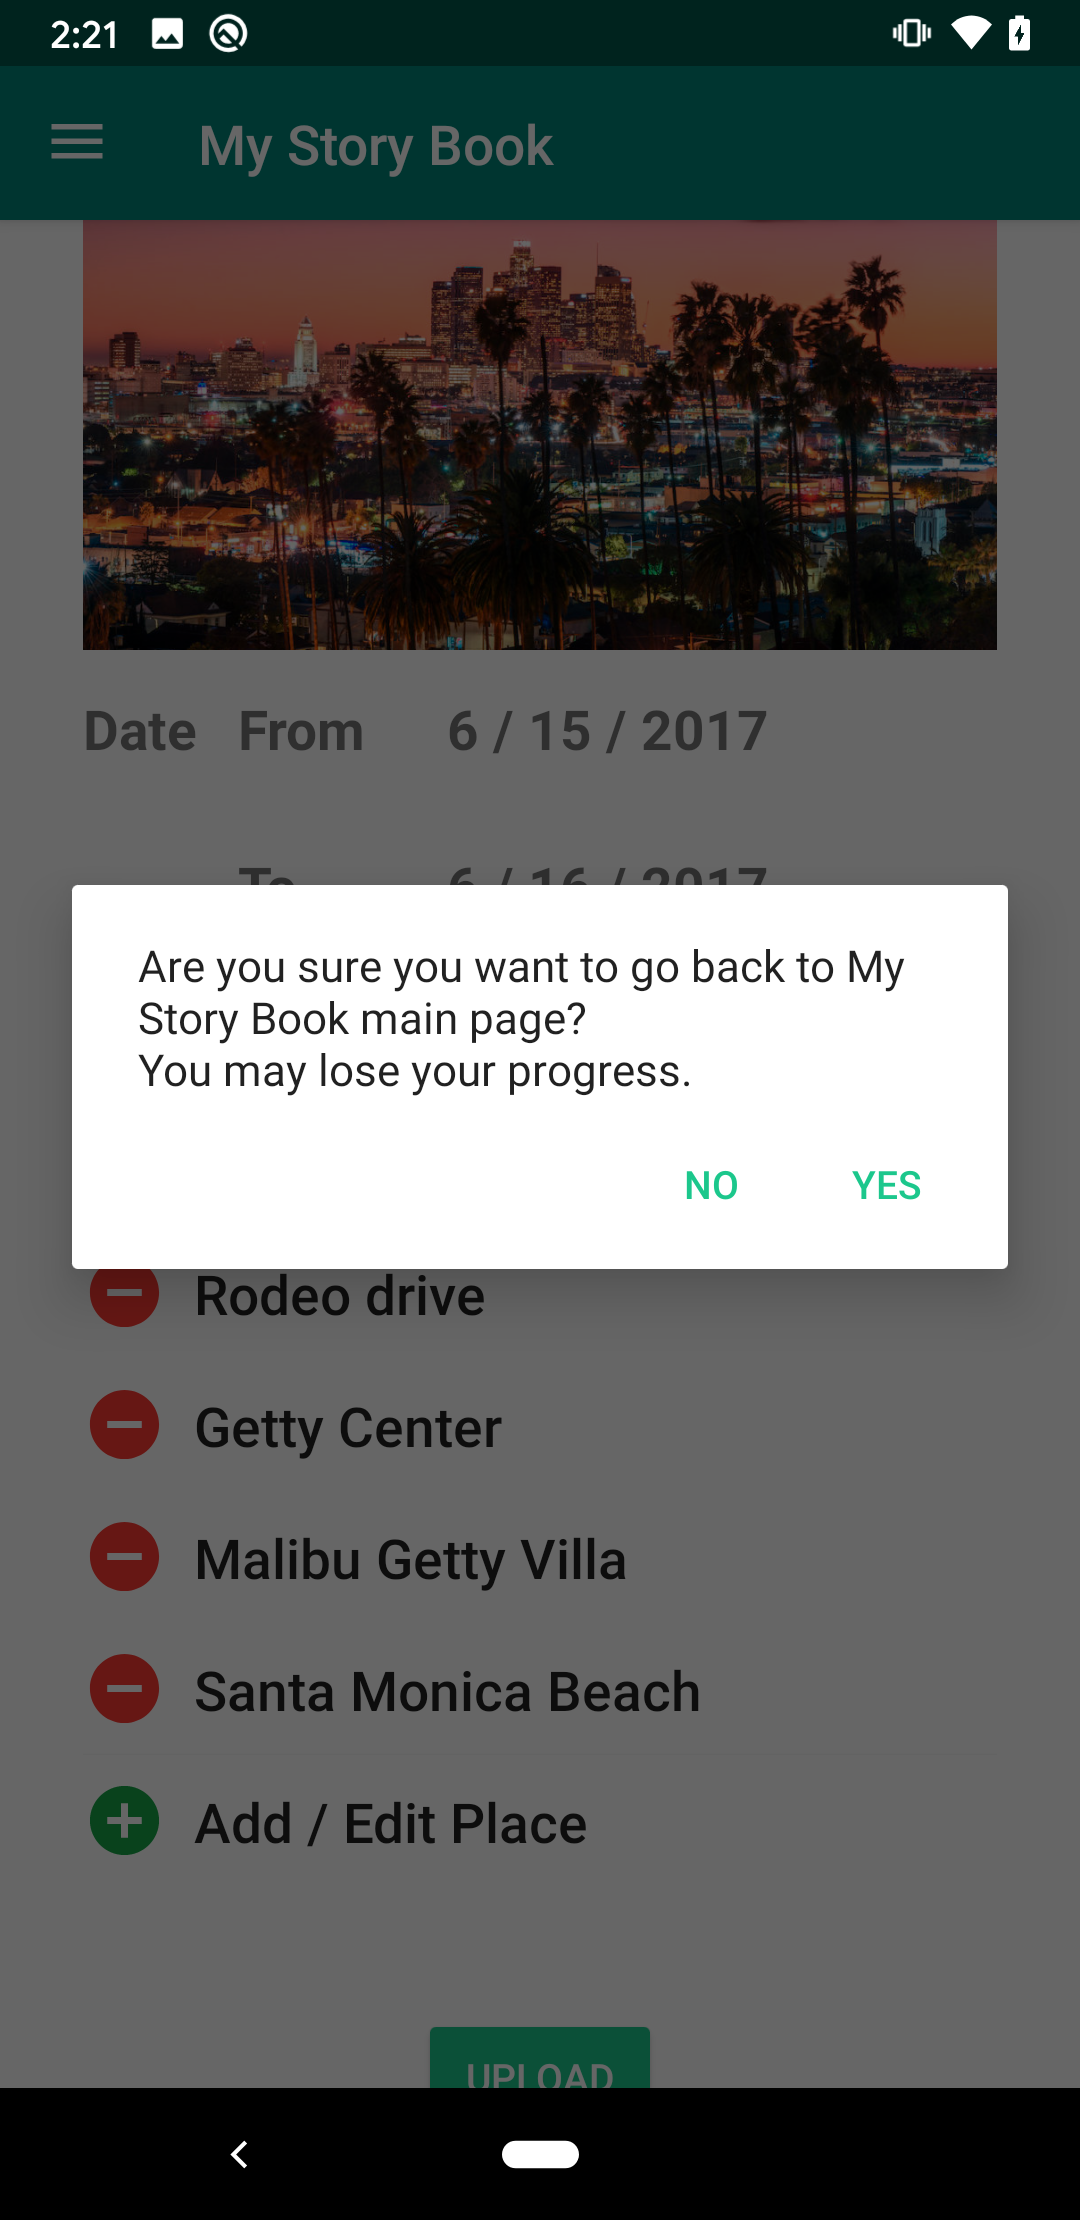 2:21
My Story Book
Date From 6 / 15 / 2017
To 6 / 16 / 2017
Are you sure you want to go back to My
Story Book main page?
You may lose your progress.
NO YES
Rodeo drive
Getty Center
Malibu Getty Villa
Santa Monica Beach
Add / Edit Place
UPLOAD